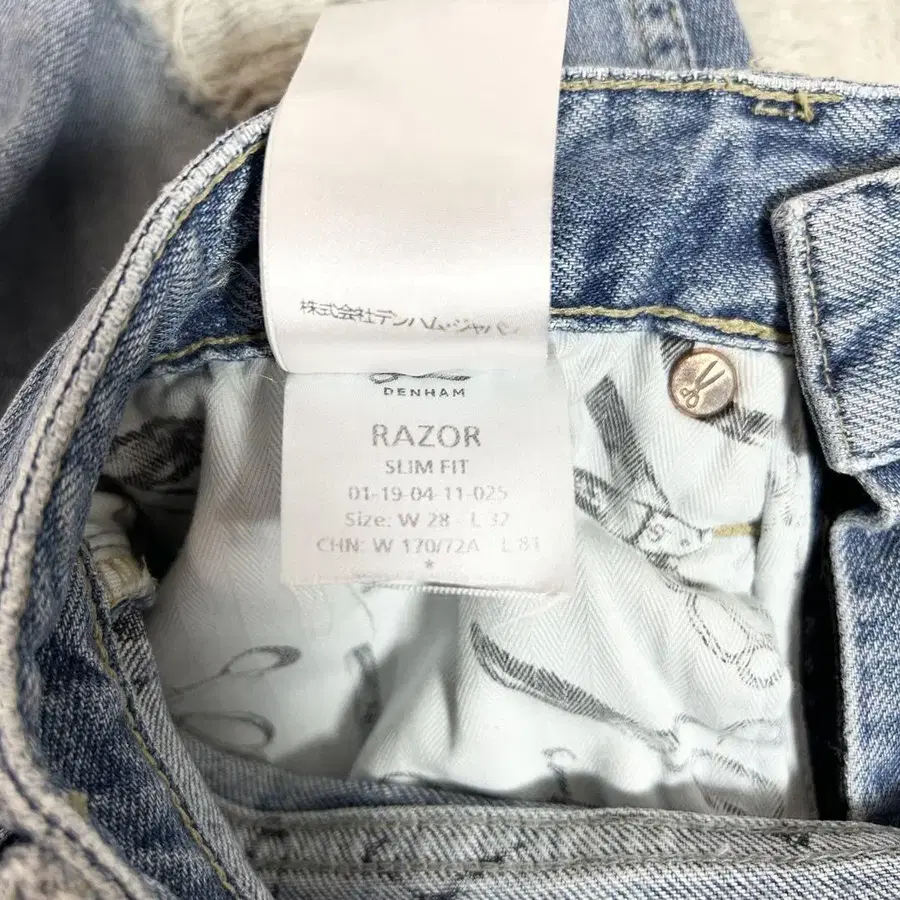 株式会社デンハム・ジャパン
DENHAM
RAZOR
SLIM FIT
01-19-04-11-025
Size: W 28 - L 32
CHN: W 170/72A - L 81
*